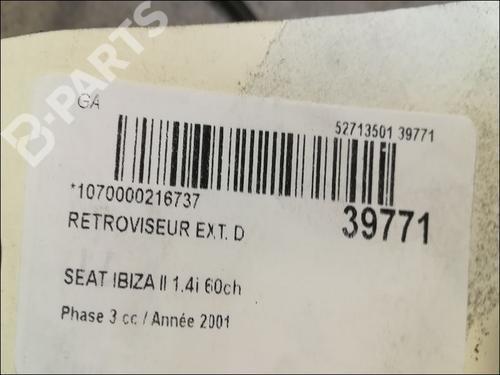 B-PARTS
GA
52713501 39771
*1070000216737
39771
RETROVISEUR EXT. D
SEAT IBIZA II 1.4i 60ch
Phase 3 cc / Année 2001